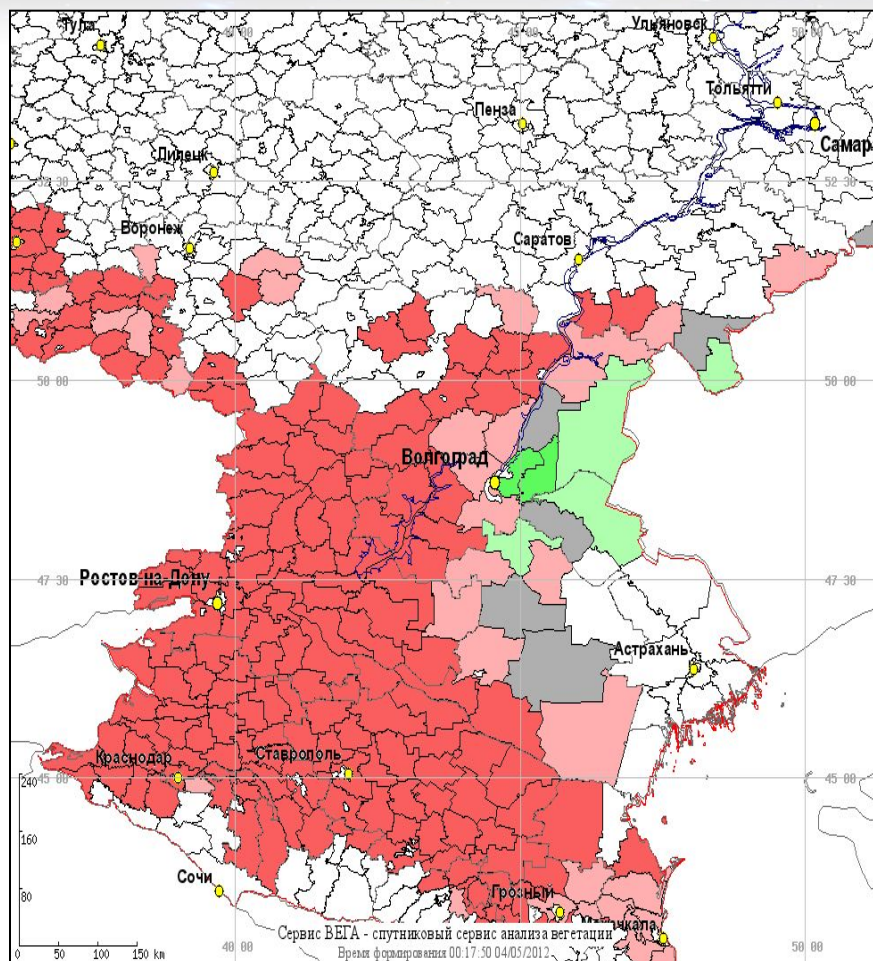 Тула
Ульяновск
Тольятти
Пенза
Самар
Липецк
52 30
52 30
Воронеж
Саратов
50 00
50 00
Волгоград
47 30
47 30
Ростов-на-Дону
Астрахань
Краснодар
Ставрополь
240
45 00
45 00
160
Сочи
80
Грозный
Сервис ВЕГА - спутниковый сервис анализа вегетации
Время формирования 00:17:50 04/05/2012
0 50 100 150 km
40 00
50 00